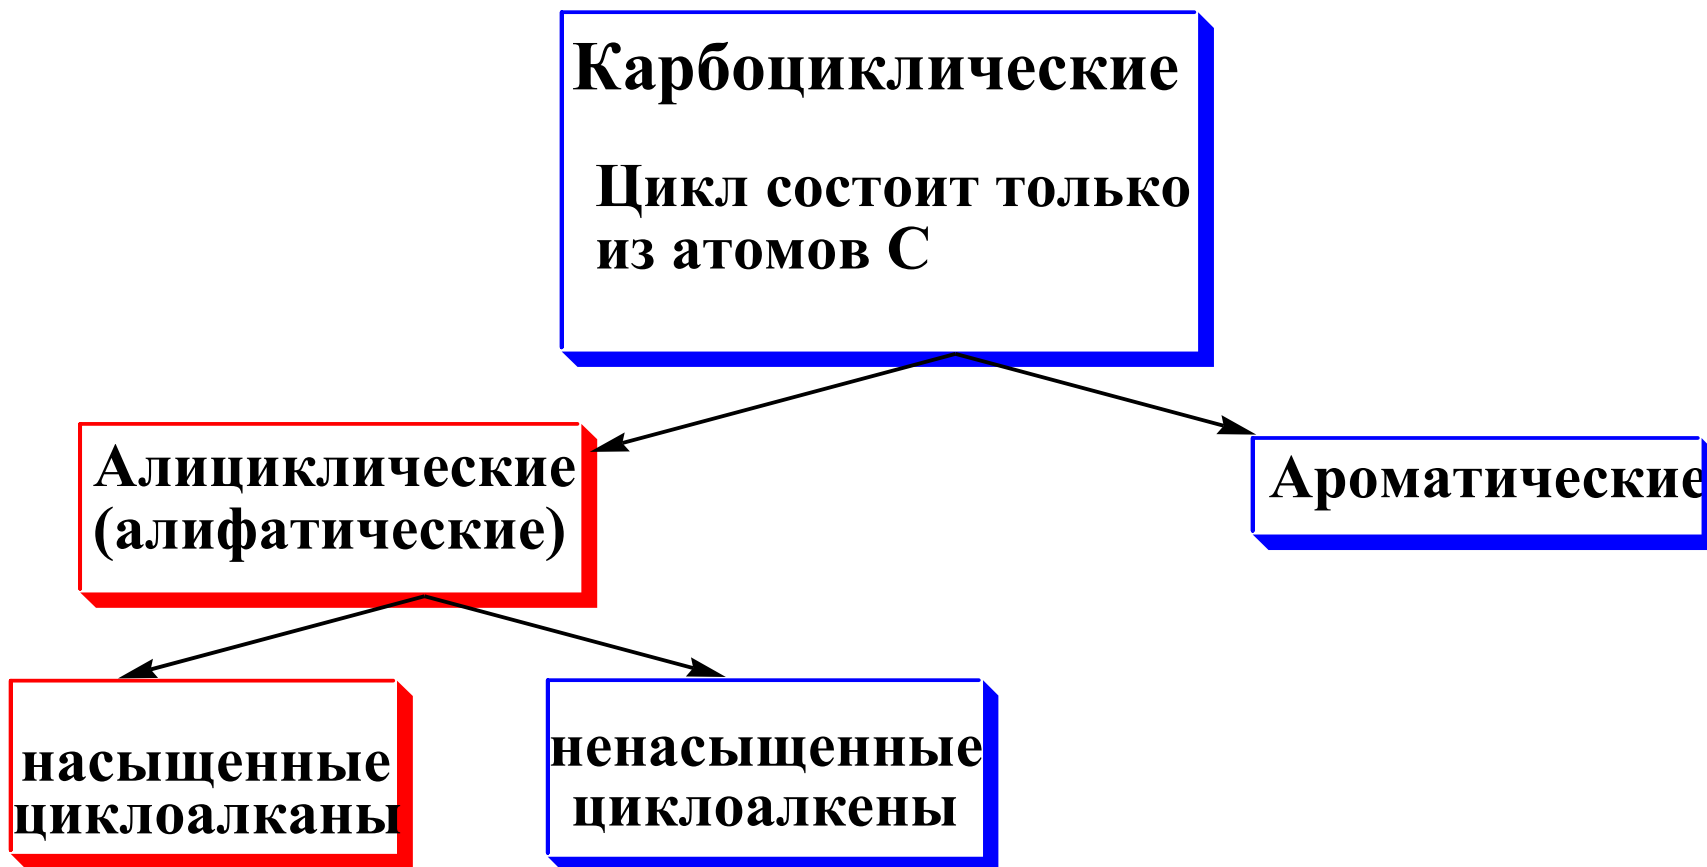 Карбоциклические
Цикл состоит только
из атомов С
Алициклические
(алифатические)
Ароматические
насыщенные
циклоалканы
ненасыщенные
циклоалкены